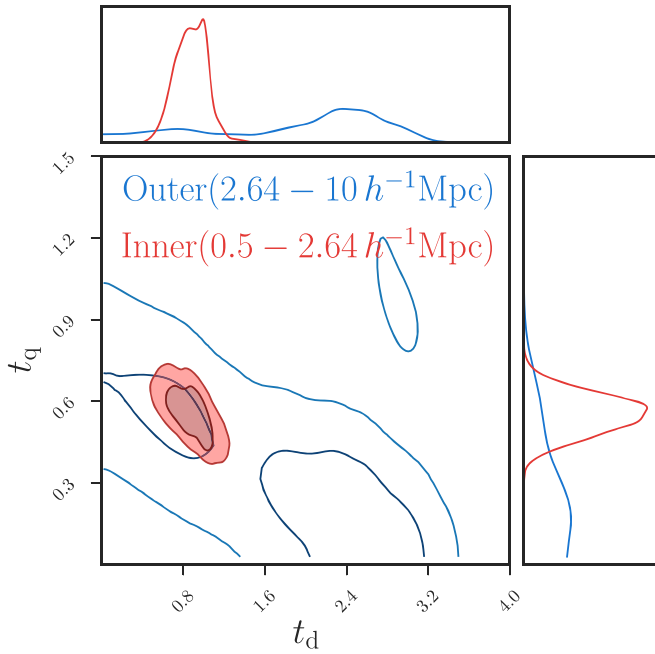 1.5
Outer(2.64 − 10 h⁻¹Mpc)
1.2
Inner(0.5 − 2.64 h⁻¹Mpc)
0.9
t_q
0.6
0.3
0.8 1.6 2.4 3.2 4.0
t_d